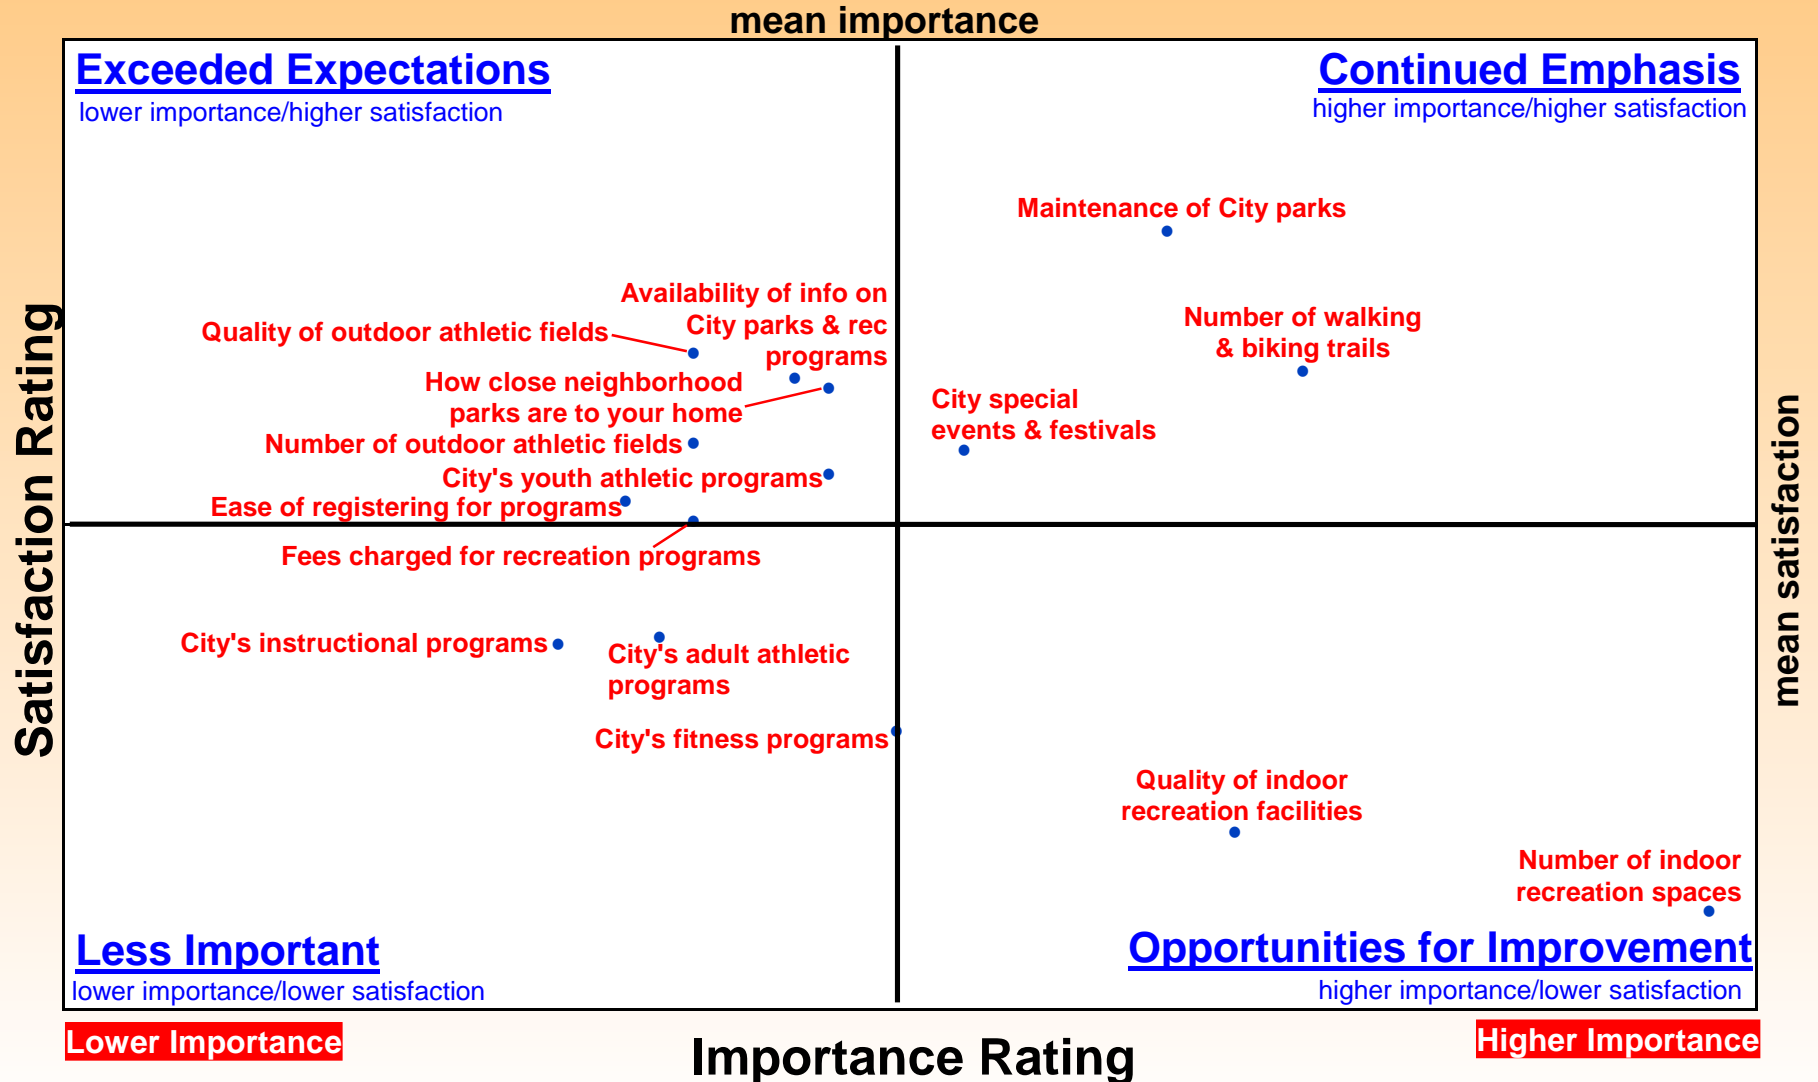 mean importance
Exceeded Expectations
lower importance/higher satisfaction
Continued Emphasis
higher importance/higher satisfaction
Maintenance of City parks
Availability of info on
City parks & rec
programs
Quality of outdoor athletic fields
Number of walking
& biking trails
How close neighborhood
parks are to your home
City special
events & festivals
Number of outdoor athletic fields
City's youth athletic programs
Ease of registering for programs
Fees charged for recreation programs
City's instructional programs
City's adult athletic
programs
City's fitness programs
Quality of indoor
recreation facilities
Number of indoor
recreation spaces
Less Important
lower importance/lower satisfaction
Opportunities for Improvement
higher importance/lower satisfaction
Satisfaction Rating
mean satisfaction
Lower Importance
Importance Rating
Higher Importance